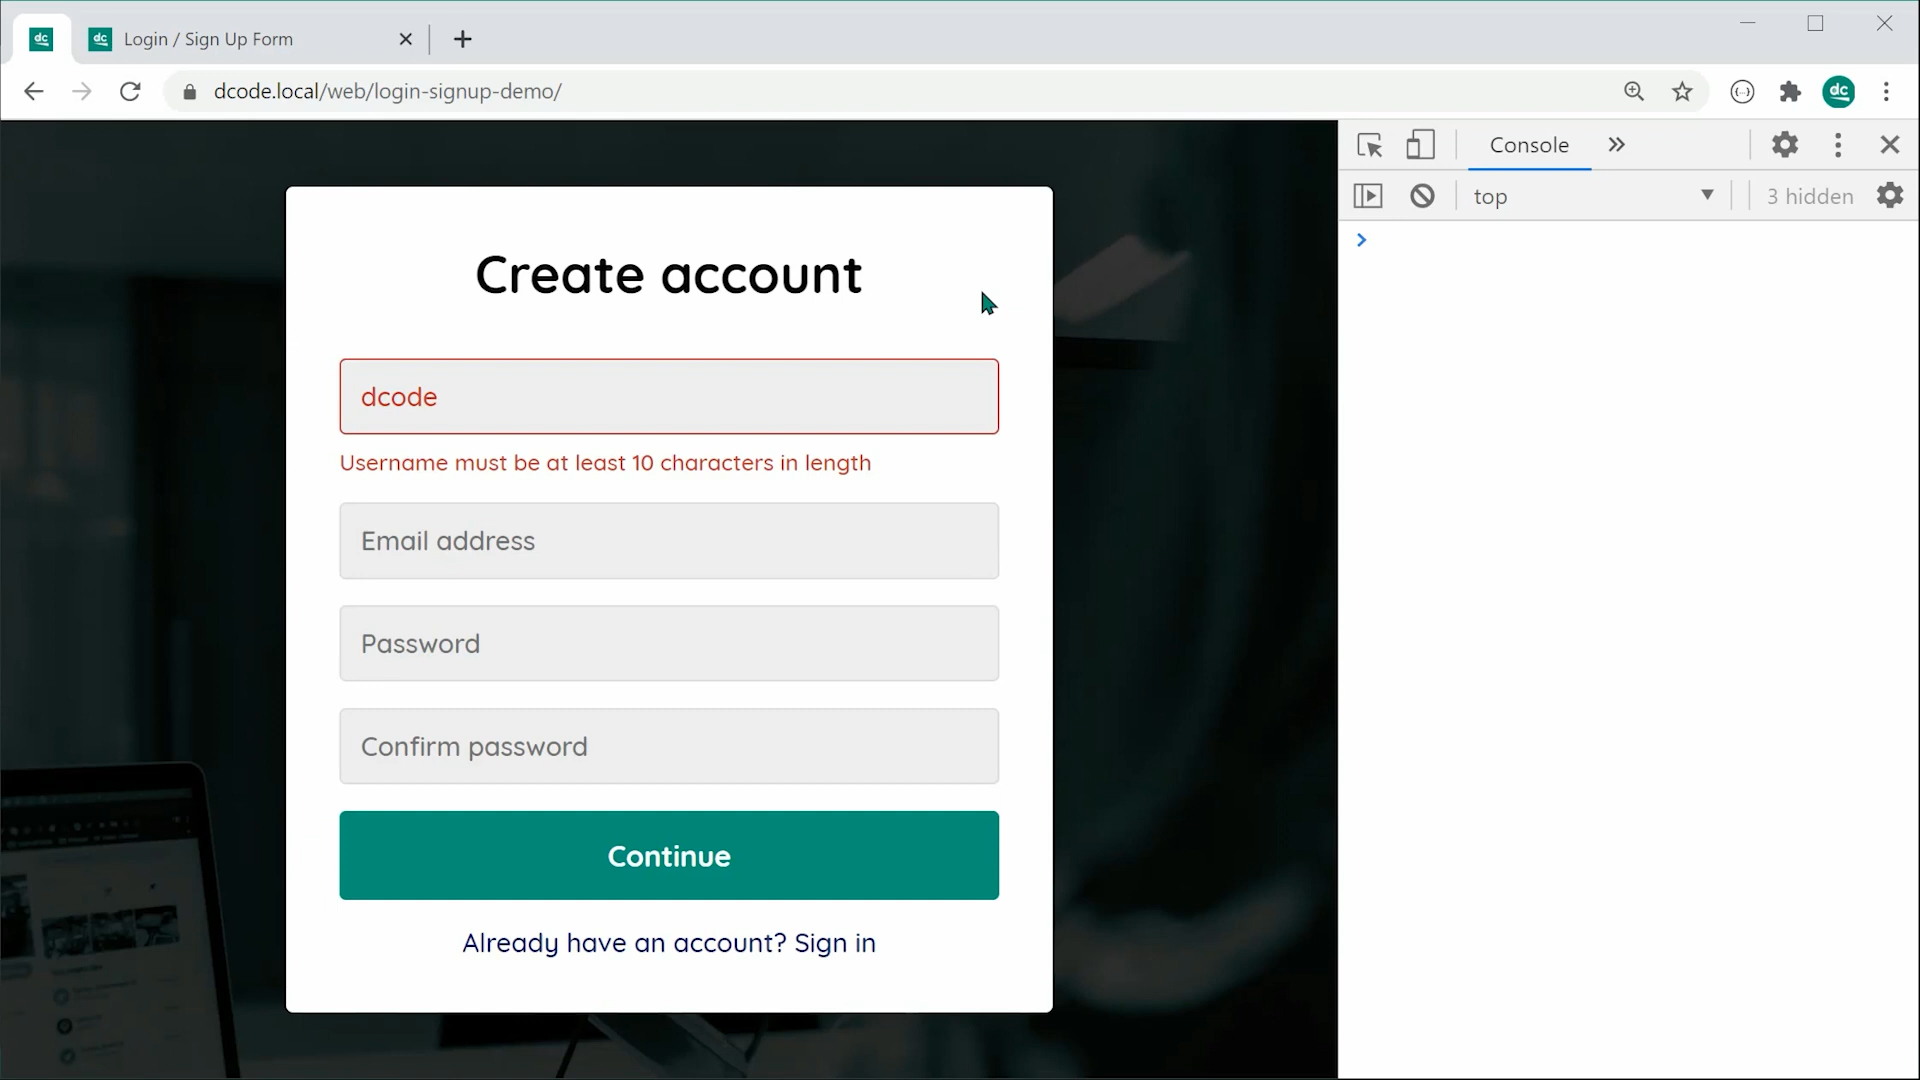 dc
dc Login / Sign Up Form
dcode.local/web/login-signup-demo/
dc
Console
top
3 hidden
Create account
dcode
Username must be at least 10 characters in length
Email address
Password
Confirm password
Continue
Already have an account? Sign in